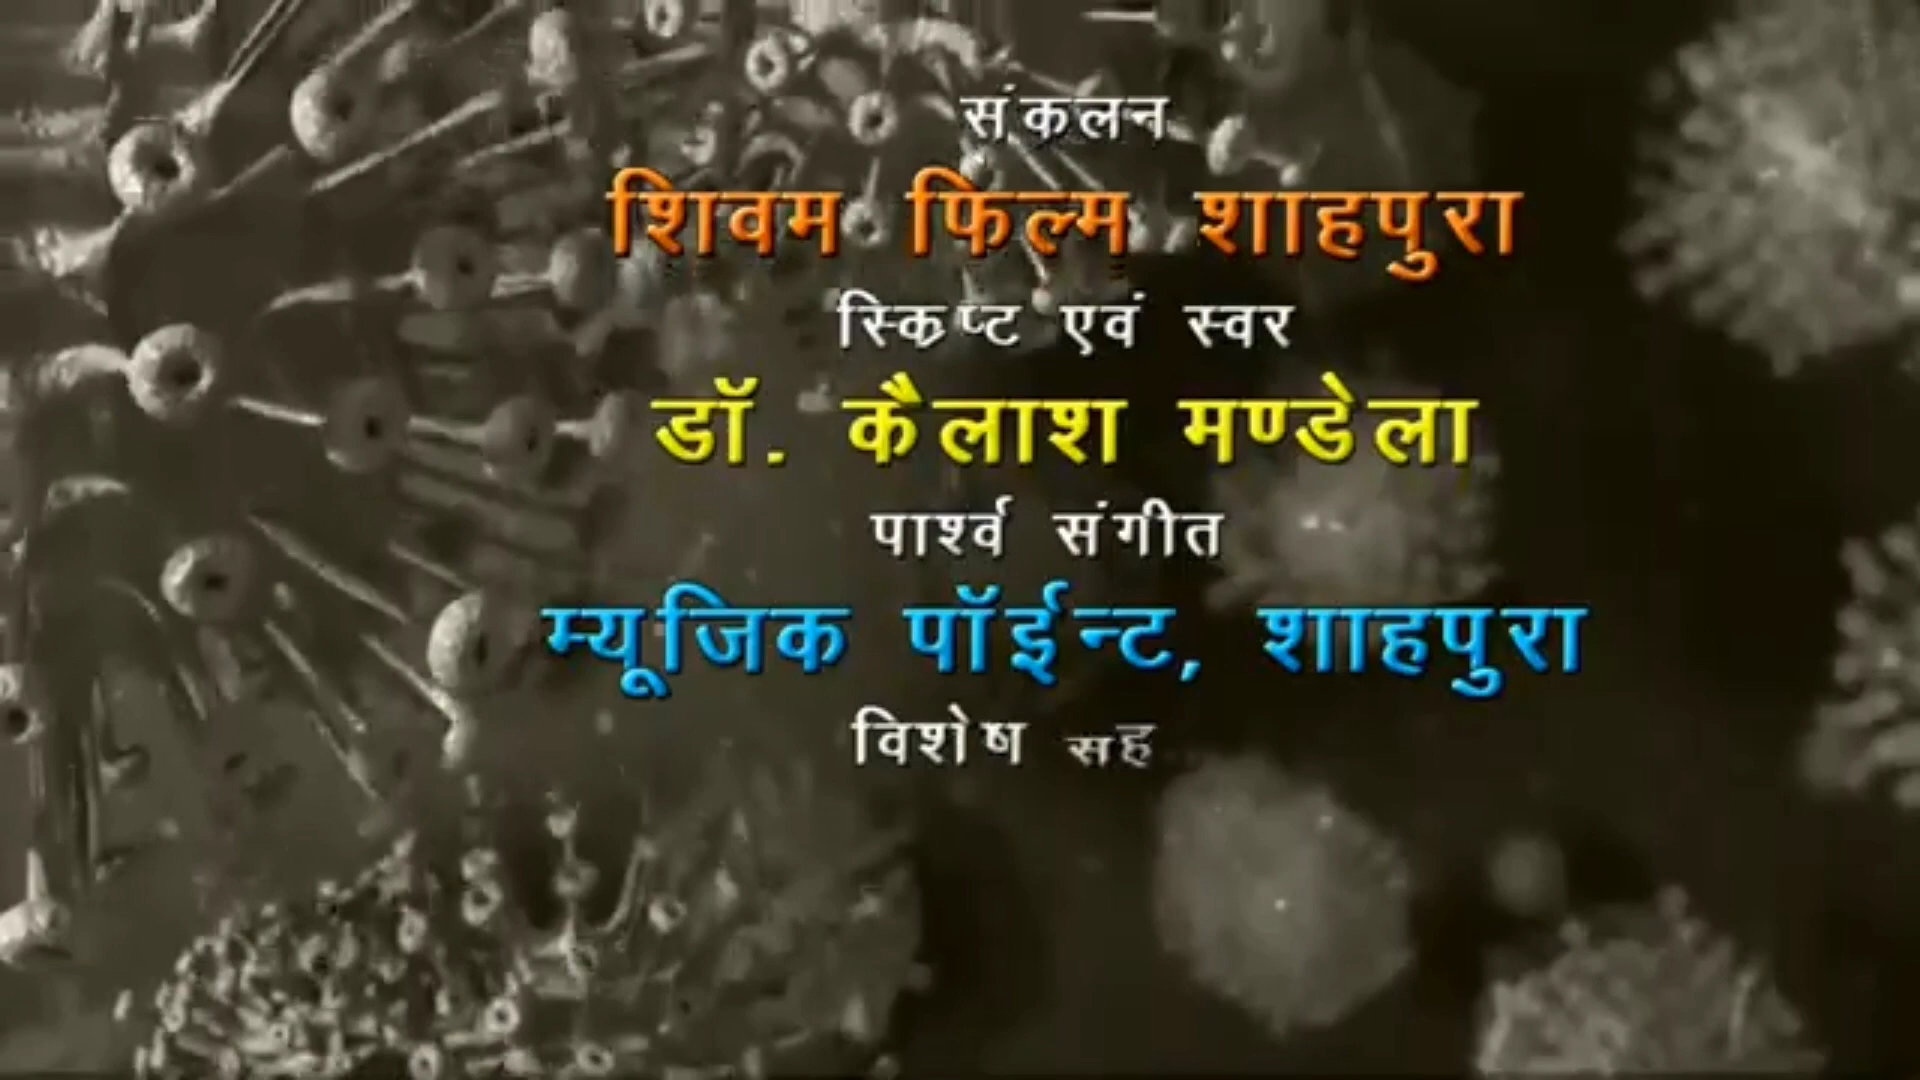 संकलन
शिवम फिल्म शाहपुरा
स्क्रिप्ट एवं स्वर
डॉ. कैलाश मण्डेला
पार्श्व संगीत
म्यूजिक पॉईन्ट, शाहपुरा
विशेष सह